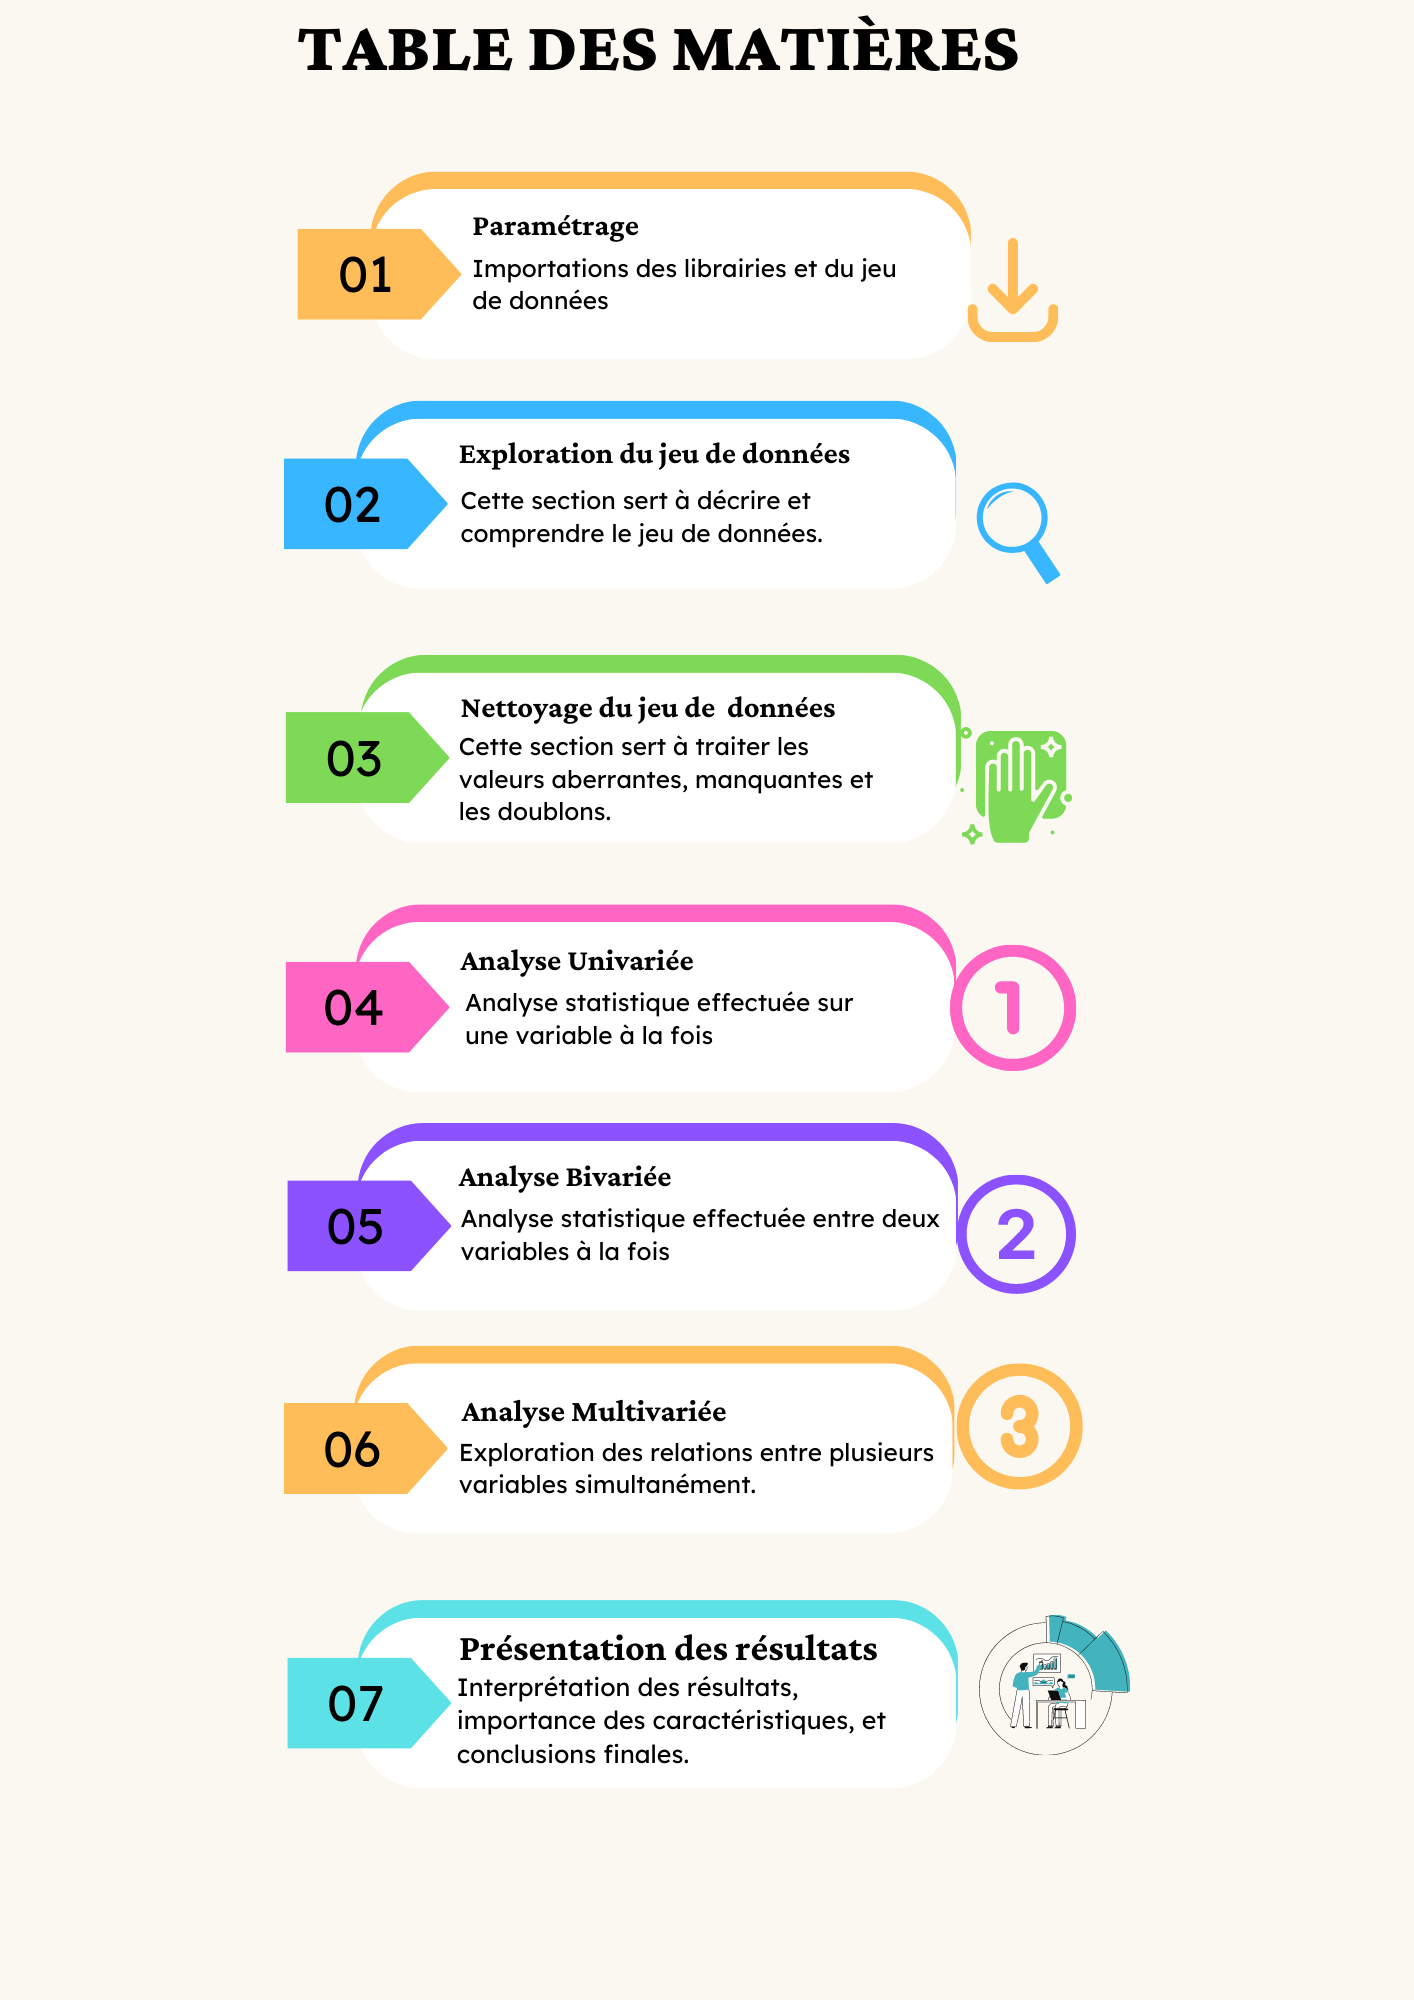 TABLE DES MATIÈRES
01
Paramétrage
Importations des librairies et du jeu
de données
02
Exploration du jeu de données
Cette section sert à décrire et
comprendre le jeu de données.
03
Nettoyage du jeu de données
Cette section sert à traiter les
valeurs aberrantes, manquantes et
les doublons.
04
Analyse Univariée
Analyse statistique effectuée sur
une variable à la fois
1
05
Analyse Bivariée
Analyse statistique effectuée entre deux
variables à la fois
2
06
Analyse Multivariée
Exploration des relations entre plusieurs
variables simultanément.
3
07
Présentation des résultats
Interprétation des résultats,
importance des caractéristiques, et
conclusions finales.